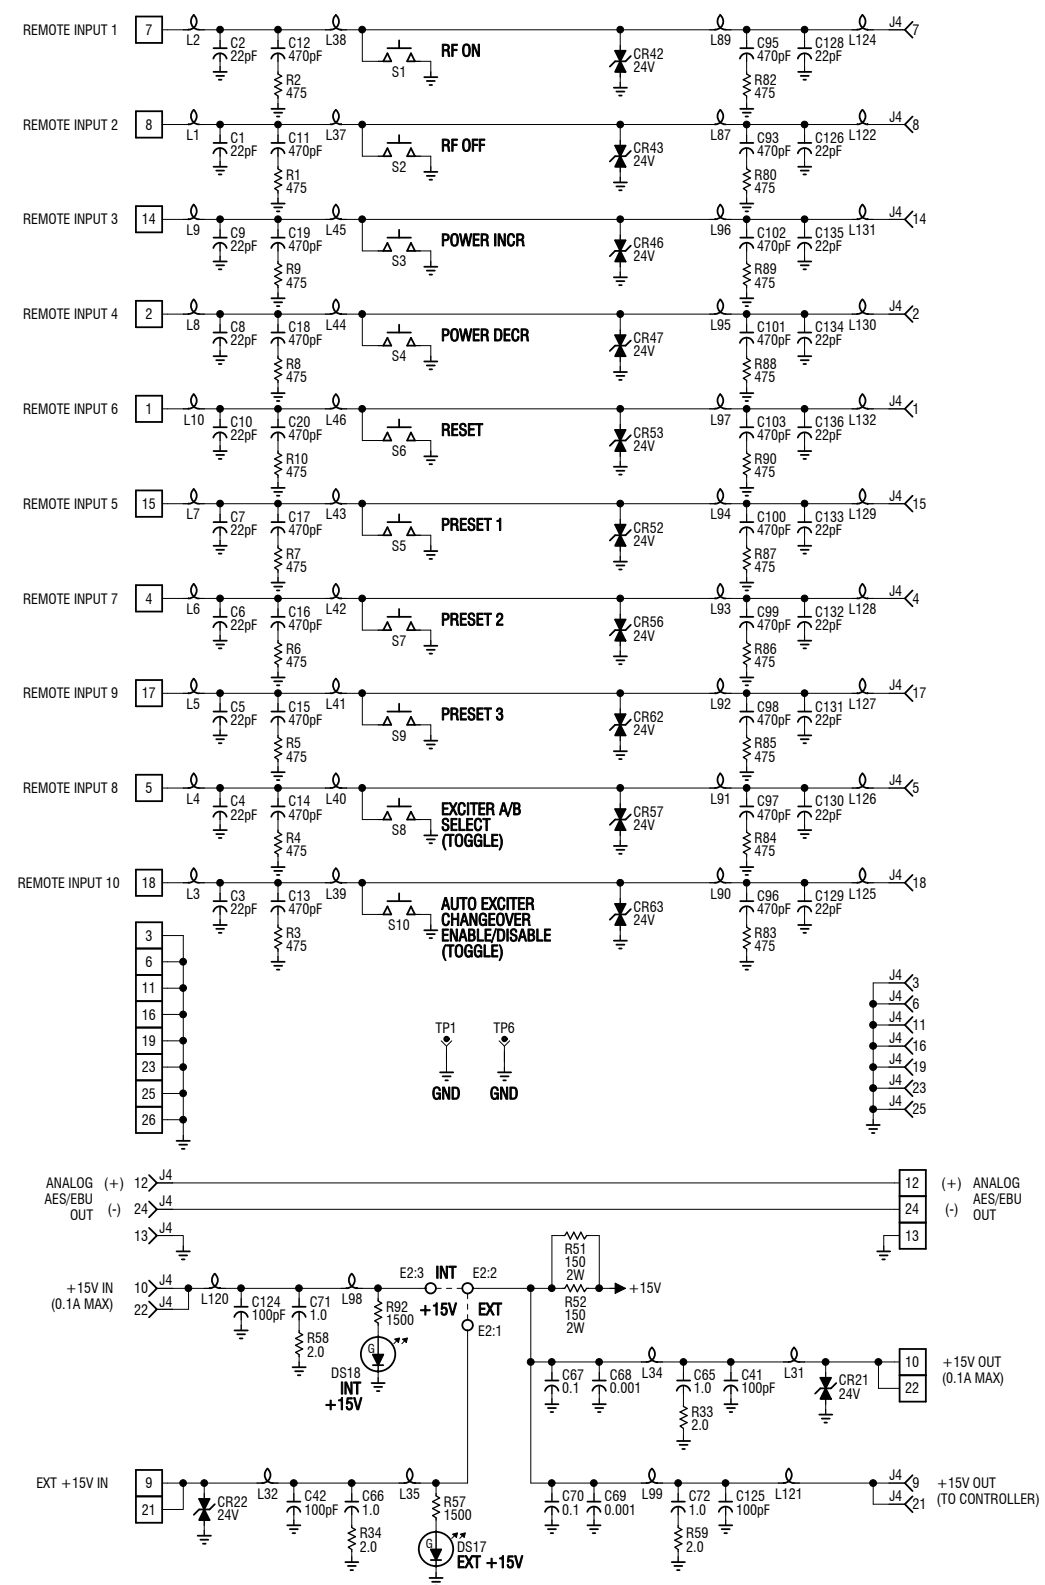 REMOTE INPUT 1 7 L2 C2 22pF C12 470pF R2 475 L38 S1 RF ON CR42 24V L89 C95 470pF R82 475 C128 22pF L124 J4 7
REMOTE INPUT 2 8 L1 C1 22pF C11 470pF R1 475 L37 S2 RF OFF CR43 24V L87 C93 470pF R80 475 C126 22pF L122 J4 8
REMOTE INPUT 3 14 L9 C9 22pF C19 470pF R9 475 L45 S3 POWER INCR CR46 24V L96 C102 470pF R89 475 C135 22pF L131 J4 14
REMOTE INPUT 4 2 L8 C8 22pF C18 470pF R8 475 L44 S4 POWER DECR CR47 24V L95 C101 470pF R88 475 C134 22pF L130 J4 2
REMOTE INPUT 6 1 L10 C10 22pF C20 470pF R10 475 L46 S6 RESET CR53 24V L97 C103 470pF R90 475 C136 22pF L132 J4 1
REMOTE INPUT 5 15 L7 C7 22pF C17 470pF R7 475 L43 S5 PRESET 1 CR52 24V L94 C100 470pF R87 475 C133 22pF L129 J4 15
REMOTE INPUT 7 4 L6 C6 22pF C16 470pF R6 475 L42 S7 PRESET 2 CR56 24V L93 C99 470pF R86 475 C132 22pF L128 J4 4
REMOTE INPUT 9 17 L5 C5 22pF C15 470pF R5 475 L41 S9 PRESET 3 CR62 24V L92 C98 470pF R85 475 C131 22pF L127 J4 17
REMOTE INPUT 8 5 L4 C4 22pF C14 470pF R4 475 L40 S8 EXCITER A/B SELECT (TOGGLE) CR57 24V L91 C97 470pF R84 475 C130 22pF L126 J4 5
REMOTE INPUT 10 18 L3 C3 22pF C13 470pF R3 475 L39 S10 AUTO EXCITER CHANGEOVER ENABLE/DISABLE (TOGGLE) CR63 24V L90 C96 470pF R83 475 C129 22pF L125 J4 18
3
6
11
16
19
23
25
26
TP1 TP6
GND GND
J4 3
J4 6
J4 11
J4 16
J4 19
J4 23
J4 25
ANALOG (+) 12 J4
AES/EBU
OUT (-) 24 J4
13 J4
12 (+) ANALOG
AES/EBU
24 (-) OUT
13
+15V IN 10 J4
(0.1A MAX) 22 J4
L120
C124
100pF
C71
1.0
R58
2.0
L98
R92
1500
G
DS18
INT
+15V
E2:3 INT E2:2
+15V EXT
E2:1
R51
150
2W
R52
150
2W
+15V
C67
0.1
C68
0.001
L34
C65
1.0
R33
2.0
C41
100pF
L31
CR21
24V
10 +15V OUT
22 (0.1A MAX)
EXT +15V IN 9
21
CR22
24V
L32
C42
100pF
C66
1.0
R34
2.0
L35
R57
1500
G
DS17
EXT +15V
C70
0.1
C69
0.001
L99
C72
1.0
R59
2.0
C125
100pF
L121
J4 9 +15V OUT
J4 21 (TO CONTROLLER)